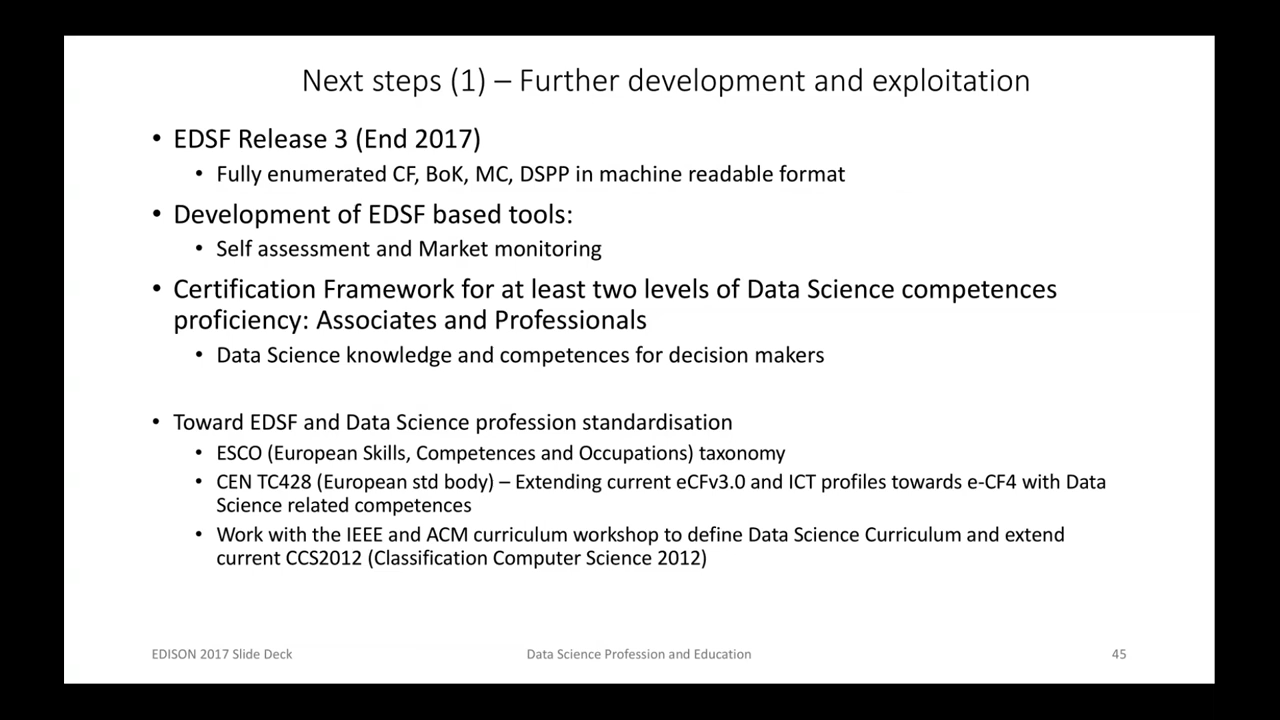 Next steps (1) – Further development and exploitation
• EDSF Release 3 (End 2017)
• Fully enumerated CF, BoK, MC, DSPP in machine readable format
• Development of EDSF based tools:
• Self assessment and Market monitoring
• Certification Framework for at least two levels of Data Science competences
proficiency: Associates and Professionals
• Data Science knowledge and competences for decision makers
• Toward EDSF and Data Science profession standardisation
• ESCO (European Skills, Competences and Occupations) taxonomy
• CEN TC428 (European std body) – Extending current eCFv3.0 and ICT profiles towards e-CF4 with Data
Science related competences
• Work with the IEEE and ACM curriculum workshop to define Data Science Curriculum and extend
current CCS2012 (Classification Computer Science 2012)
EDISON 2017 Slide Deck
Data Science Profession and Education
45